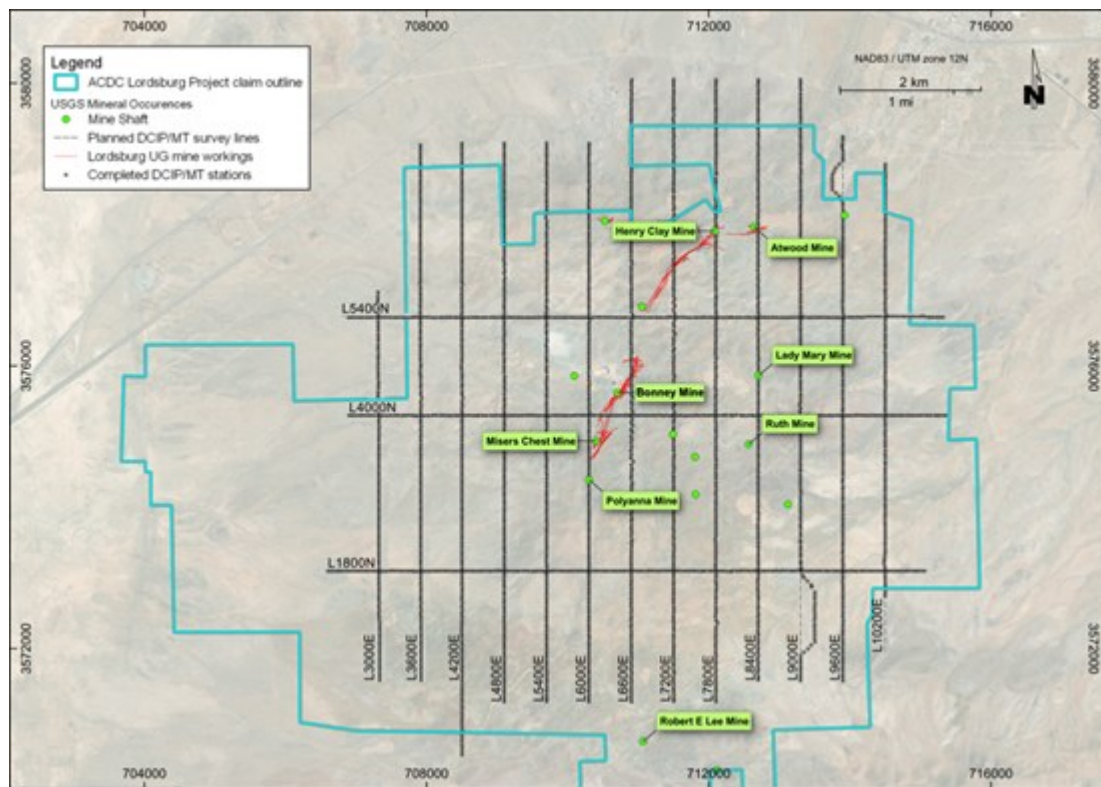 704000
708000
712000
716000
Legend
ACDC Lordsburg Project claim outline
USGS Mineral Occurences
Mine Shaft
Planned DCIP/MT survey lines
Lordsburg UG mine workings
Completed DCIP/MT stations
NAD83 / UTM zone 12N
2 km
1 mi
N
3580000
3580000
Henry Clay Mine
Atwood Mine
L5400N
3576000
3576000
Lady Mary Mine
Bonney Mine
L4000N
Ruth Mine
Misers Chest Mine
Polyanna Mine
L1800N
3572000
3572000
L3000E
L3600E
L4200E
L4800E
L5400E
L6000E
L6600E
L7200E
L7800E
L8400E
L9000E
L9600E
L10200E
Robert E Lee Mine
704000
708000
712000
716000